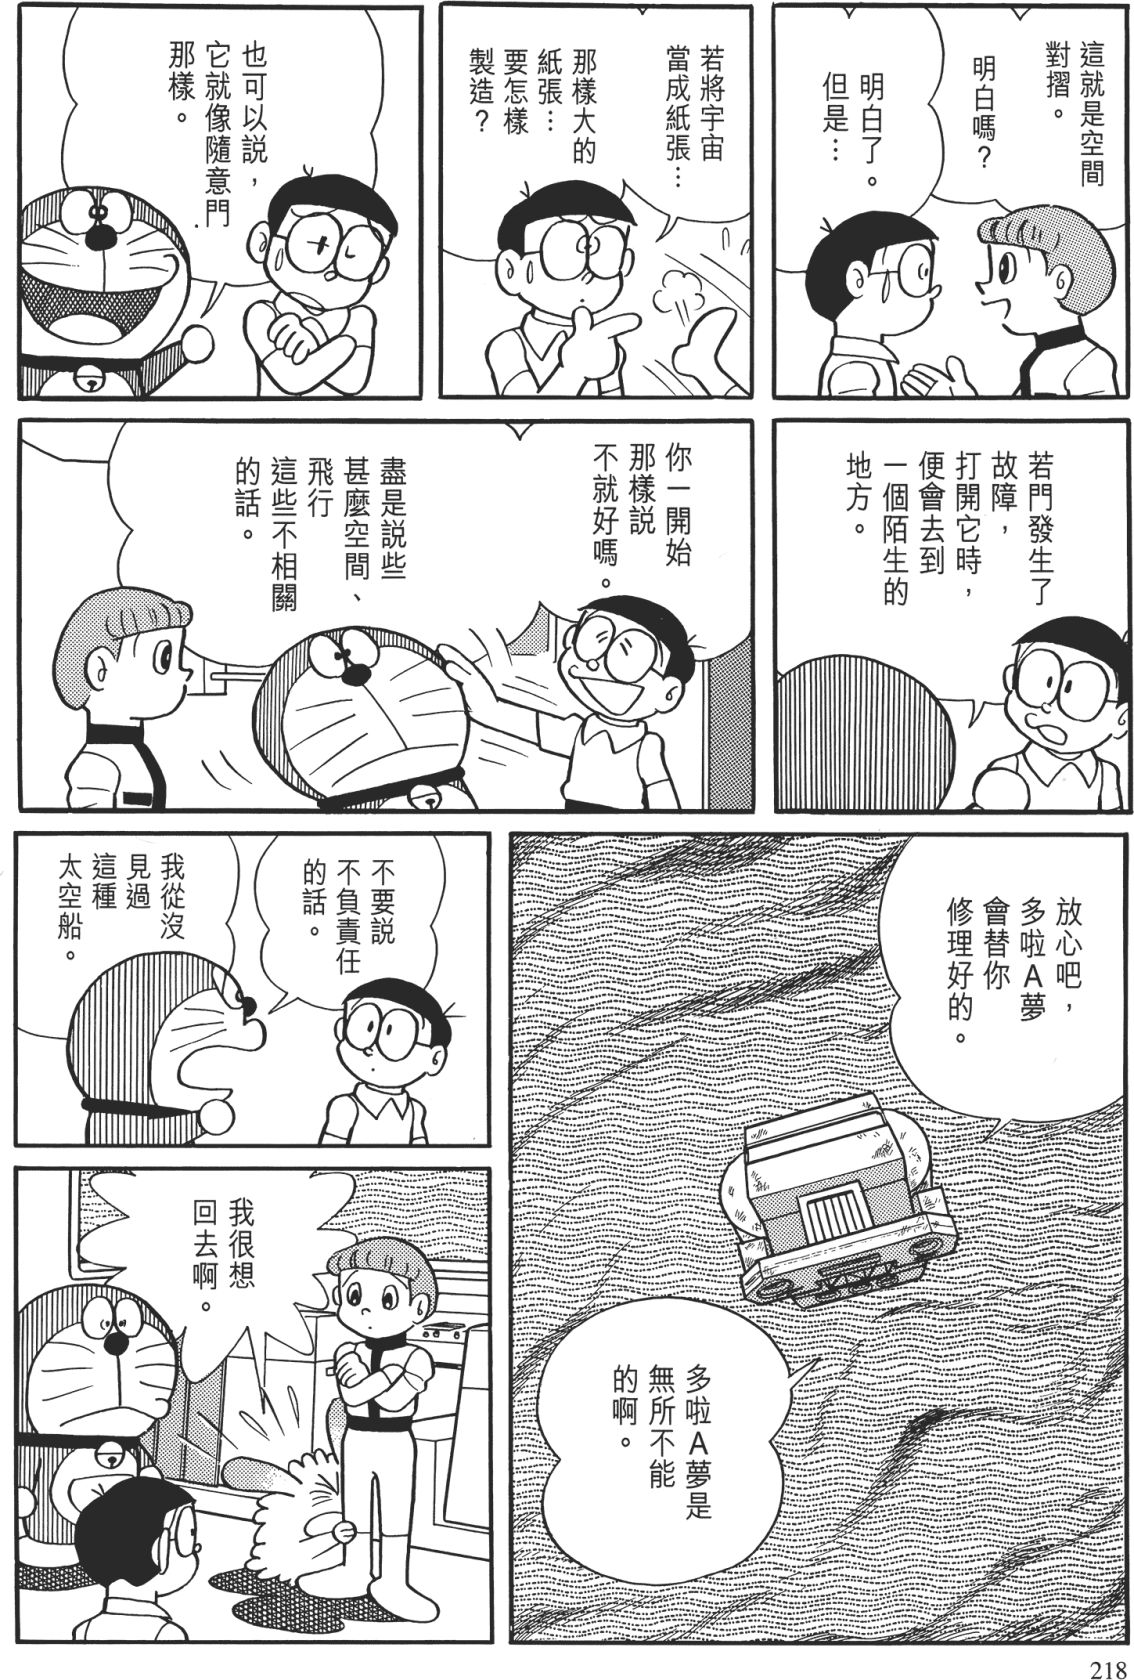 這就是空間
對摺。
明白嗎？
明白了。
但是…
若將宇宙
當成紙張…
那樣大的
紙張…
要怎樣
製造？
也可以説，
它就像隨意門
那樣。
若門發生了
故障，
打開它時，
便會去到
一個陌生的
地方。
你一開始
那樣説
不就好嗎。
盡是説些
甚麼空間、
飛行
這些不相關
的話。
放心吧，
多啦A夢
會替你
修理好的。
多啦A夢是
無所不能
的啊。
不要説
不負責任
的話。
我從沒
見過
這種
太空船。
我很想
回去啊。
218